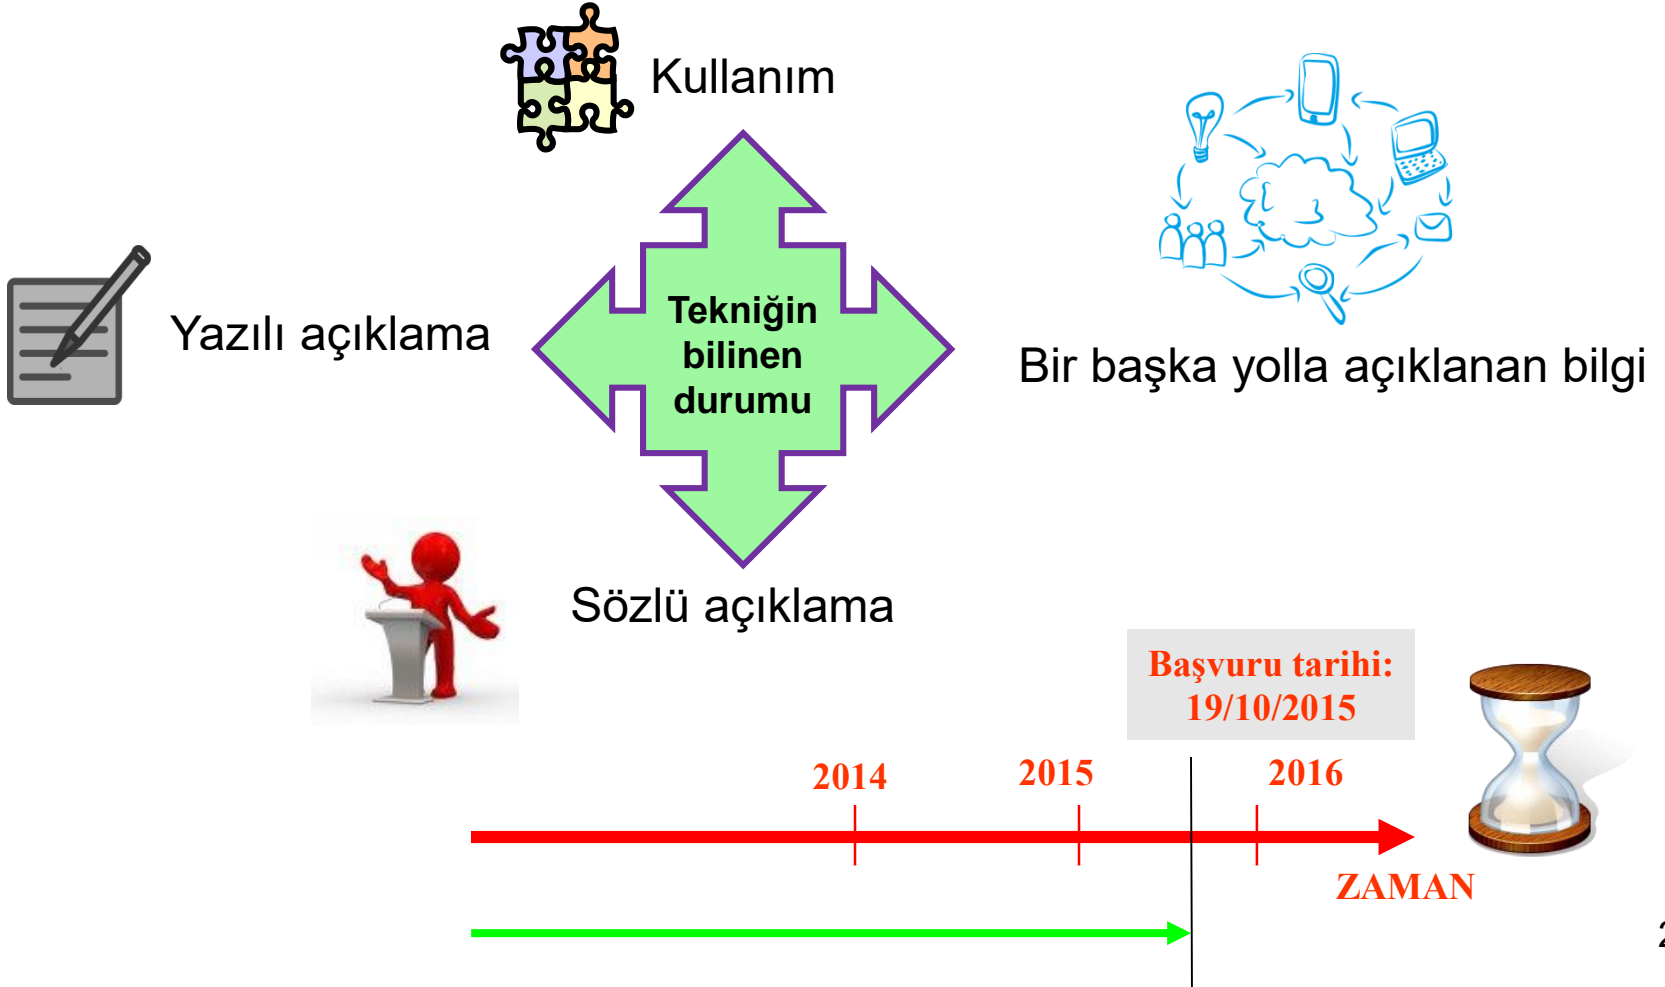 Kullanım
Yazılı açıklama
Tekniğin
bilinen
durumu
Bir başka yolla açıklanan bilgi
Sözlü açıklama
Başvuru tarihi:
19/10/2015
2014
2015
2016
ZAMAN